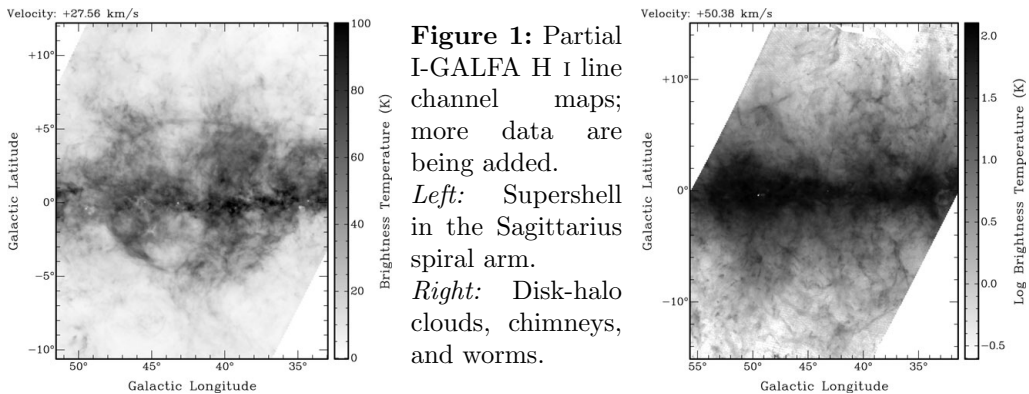 Velocity: +27.56 km/s
+10°
+5°
0°
−5°
−10°
50°
45°
40°
35°
Galactic Latitude
Galactic Longitude
100
80
60
40
20
0
Brightness Temperature (K)
Figure 1: Partial
I-GALFA H I line
channel maps;
more data are
being added.
Left: Supershell
in the Sagittarius
spiral arm.
Right: Disk-halo
clouds, chimneys,
and worms.
Velocity: +50.38 km/s
+10°
0°
−10°
55°
50°
45°
40°
35°
Galactic Latitude
Galactic Longitude
2.0
1.5
1.0
0.5
0.0
−0.5
Log Brightness Temperature (K)